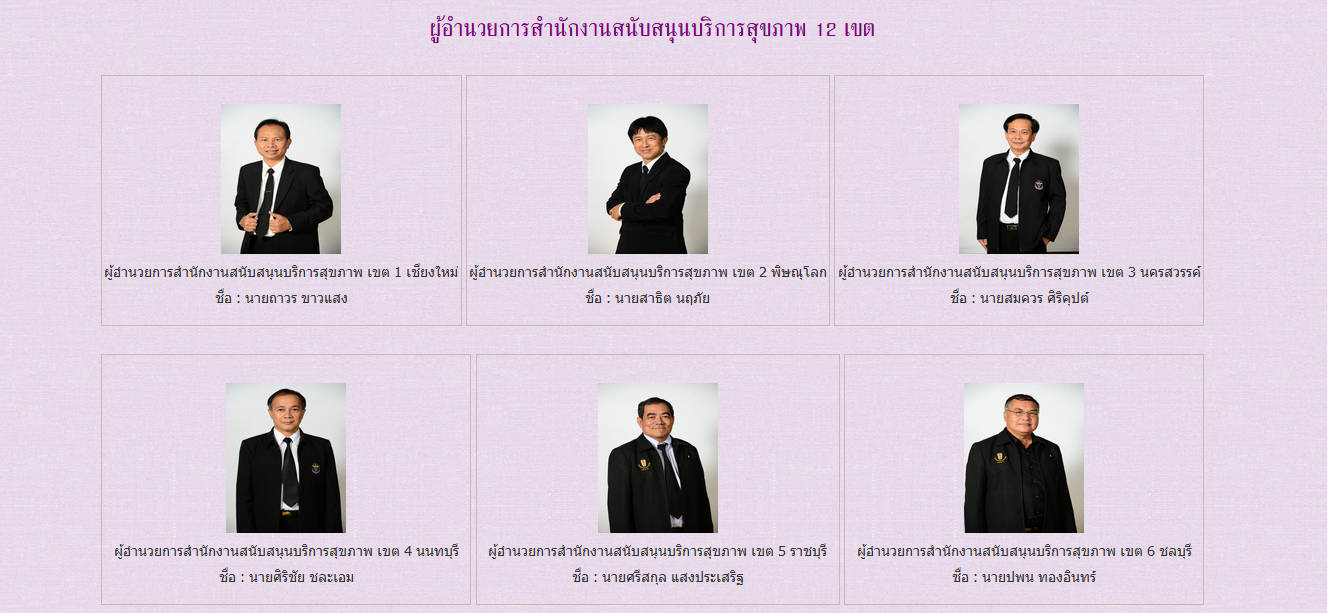 ผู้อำนวยการสำนักงานสนับสนุนบริการสุขภาพ 12 เขต
ผู้อำนวยการสำนักงานสนับสนุนบริการสุขภาพ เขต 1 เชียงใหม่
ชื่อ : นายถาวร ขาวแสง
ผู้อำนวยการสำนักงานสนับสนุนบริการสุขภาพ เขต 2 พิษณุโลก
ชื่อ : นายสาธิต นฤภัย
ผู้อำนวยการสำนักงานสนับสนุนบริการสุขภาพ เขต 3 นครสวรรค์
ชื่อ : นายสมควร ศิริคุปต์
ผู้อำนวยการสำนักงานสนับสนุนบริการสุขภาพ เขต 4 นนทบุรี
ชื่อ : นายศิริชัย ชละเอม
ผู้อำนวยการสำนักงานสนับสนุนบริการสุขภาพ เขต 5 ราชบุรี
ชื่อ : นายศรีสกุล แสงประเสริฐ
ผู้อำนวยการสำนักงานสนับสนุนบริการสุขภาพ เขต 6 ชลบุรี
ชื่อ : นายปพน ทองอินทร์